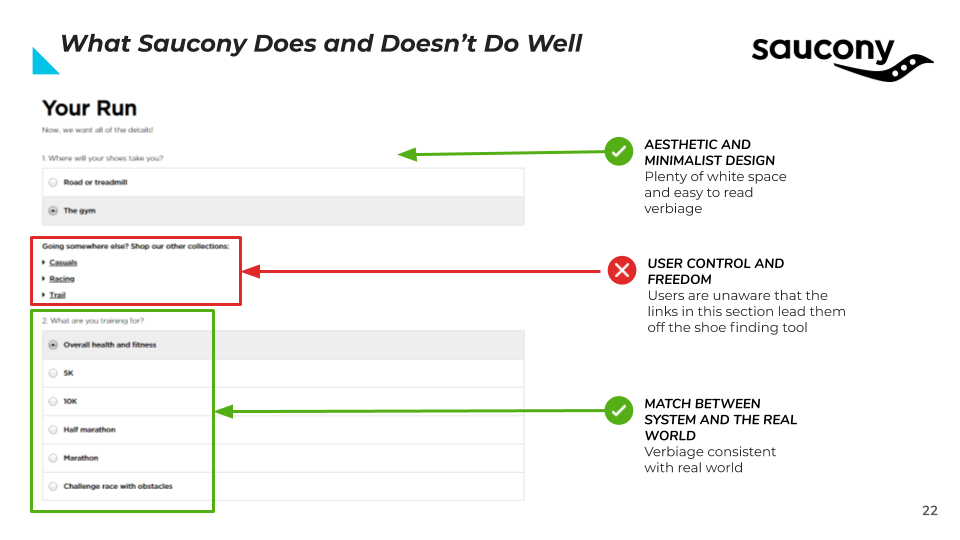 What Saucony Does and Doesn't Do Well
saucony
Your Run
Now, we want all of the details!
1. Where will your shoes take you?
Road or treadmill
The gym
Going somewhere else? Shop our other collections:
Casuals
Racing
Trail
2. What are you training for?
Overall health and fitness
5K
10K
Half marathon
Marathon
Challenge race with obstacles
AESTHETIC AND
MINIMALIST DESIGN
Plenty of white space
and easy to read
verbiage
USER CONTROL AND
FREEDOM
Users are unaware that the
links in this section lead them
off the shoe finding tool
MATCH BETWEEN
SYSTEM AND THE REAL
WORLD
Verbiage consistent
with real world
22